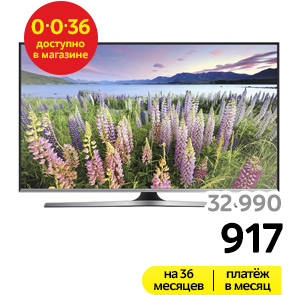 0·0·36
доступно
в магазине
32·990
917
на 36
месяцев
платёж
в месяц